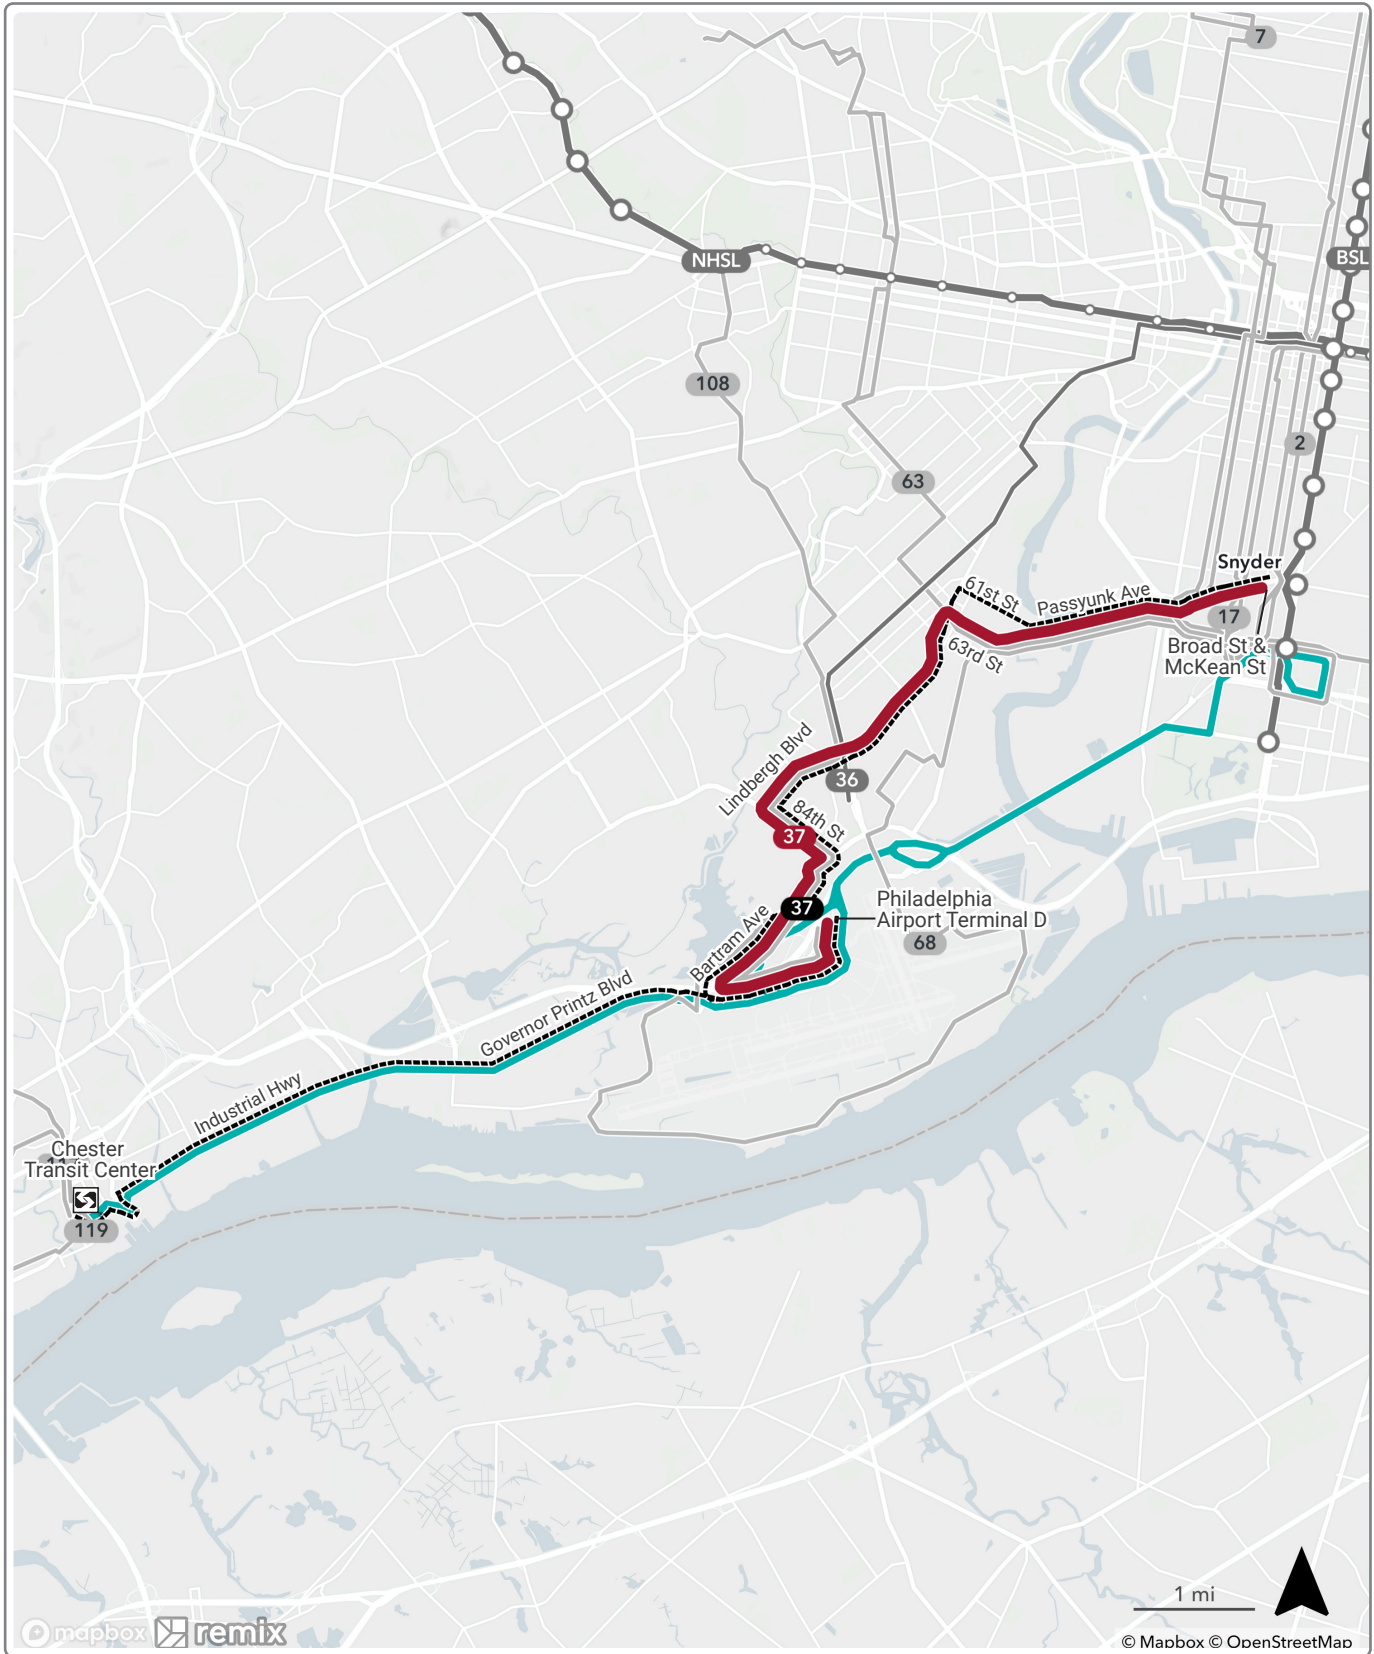 7
NHSL
BSL
108
2
63
Snyder
61st St
Passyunk Ave
17
63rd St
Broad St &
McKean St
Lindbergh Blvd
36
84th St
37
37
Philadelphia
Airport Terminal D
Bartram Ave
68
Governor Printz Blvd
Industrial Hwy
Chester
Transit Center
119
1 mi
mapbox
remix
© Mapbox © OpenStreetMap